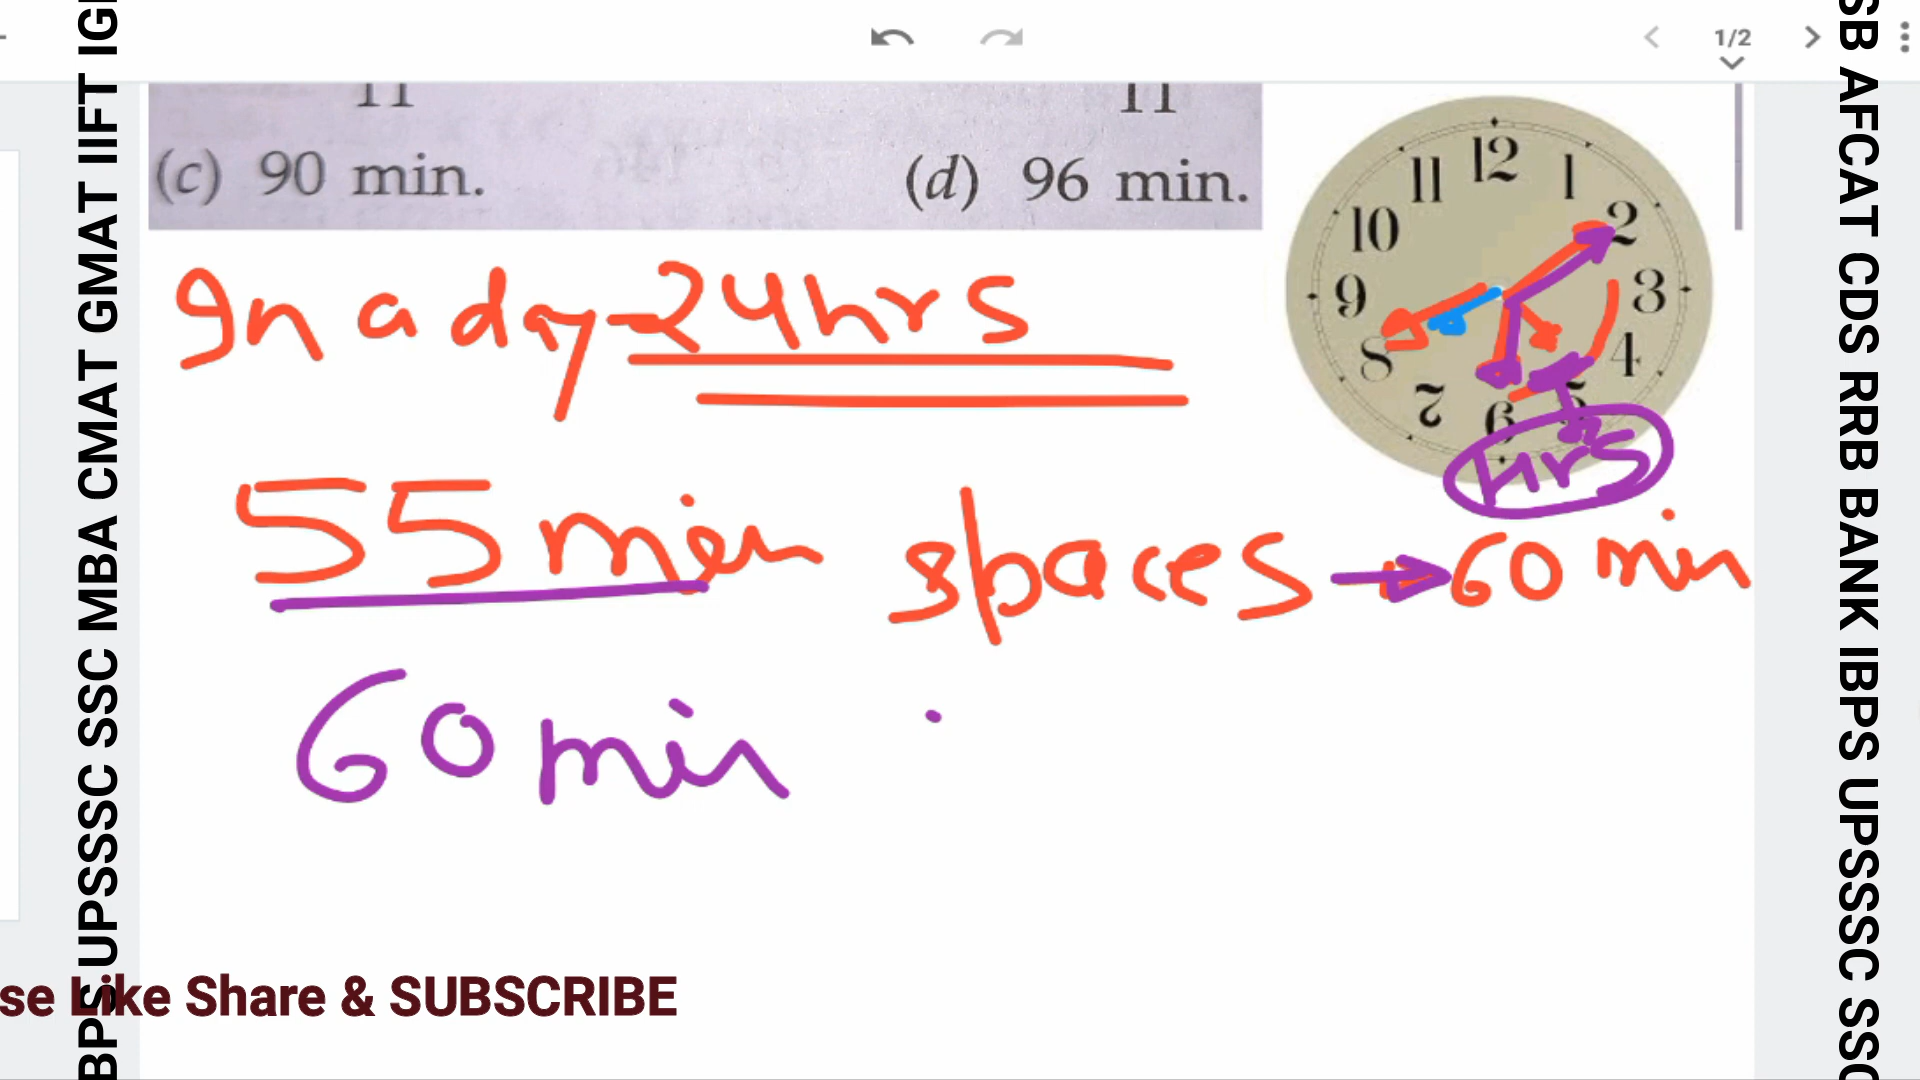 1/2
11 11
(c) 90 min. (d) 96 min.
In a day - 24 hrs
55 min spaces → 60 min
60 min
12
1
2
3
4
5
6
7
8
9
10
11
Hrs
BPS UPSSSC SSC MBA CMAT GMAT IIFT IG
SB AFCAT CDS RRB BANK IBPS UPSSSC SSC
se Like Share & SUBSCRIBE